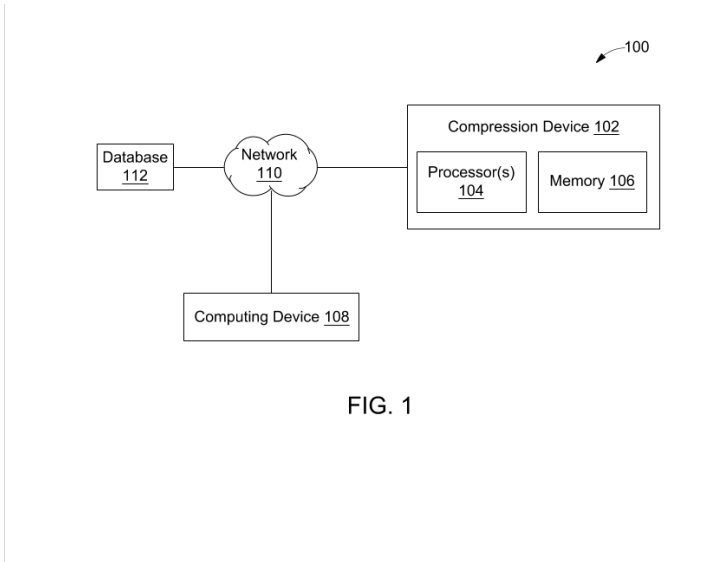 100
Compression Device 102
Processor(s)
104
Memory 106
Database
112
Network
110
Computing Device 108
FIG. 1